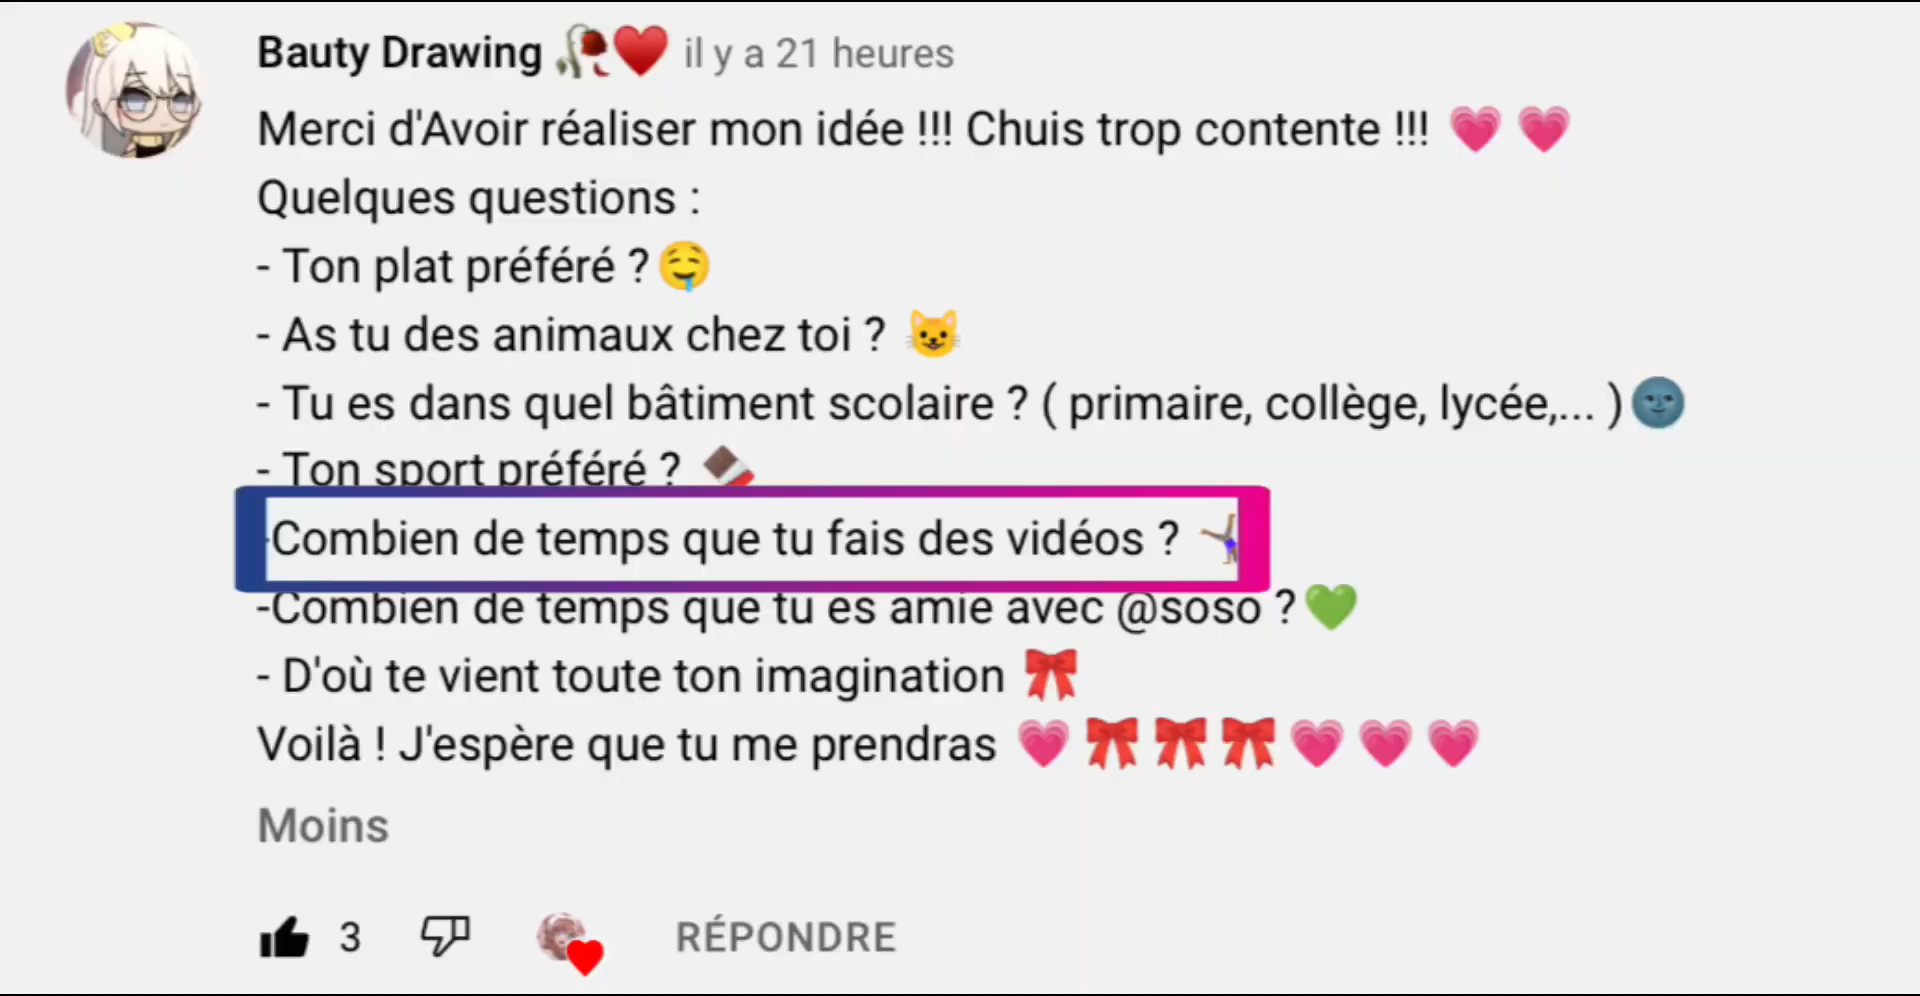 Bauty Drawing 🥀♥️ il y a 21 heures
Merci d'Avoir réaliser mon idée !!! Chuis trop contente !!! 💗 💗
Quelques questions :
- Ton plat préféré ?🤤
- As tu des animaux chez toi ? 😺
- Tu es dans quel bâtiment scolaire ? ( primaire, collège, lycée,... )🌚
- Ton sport préféré ? 🍫
-Combien de temps que tu fais des vidéos ? 🤸🏽‍♀️
-Combien de temps que tu es amie avec @soso ?💚
- D'où te vient toute ton imagination 🎀
Voilà ! J'espère que tu me prendras 💗🎀🎀🎀💗💗💗
Moins
3 RÉPONDRE